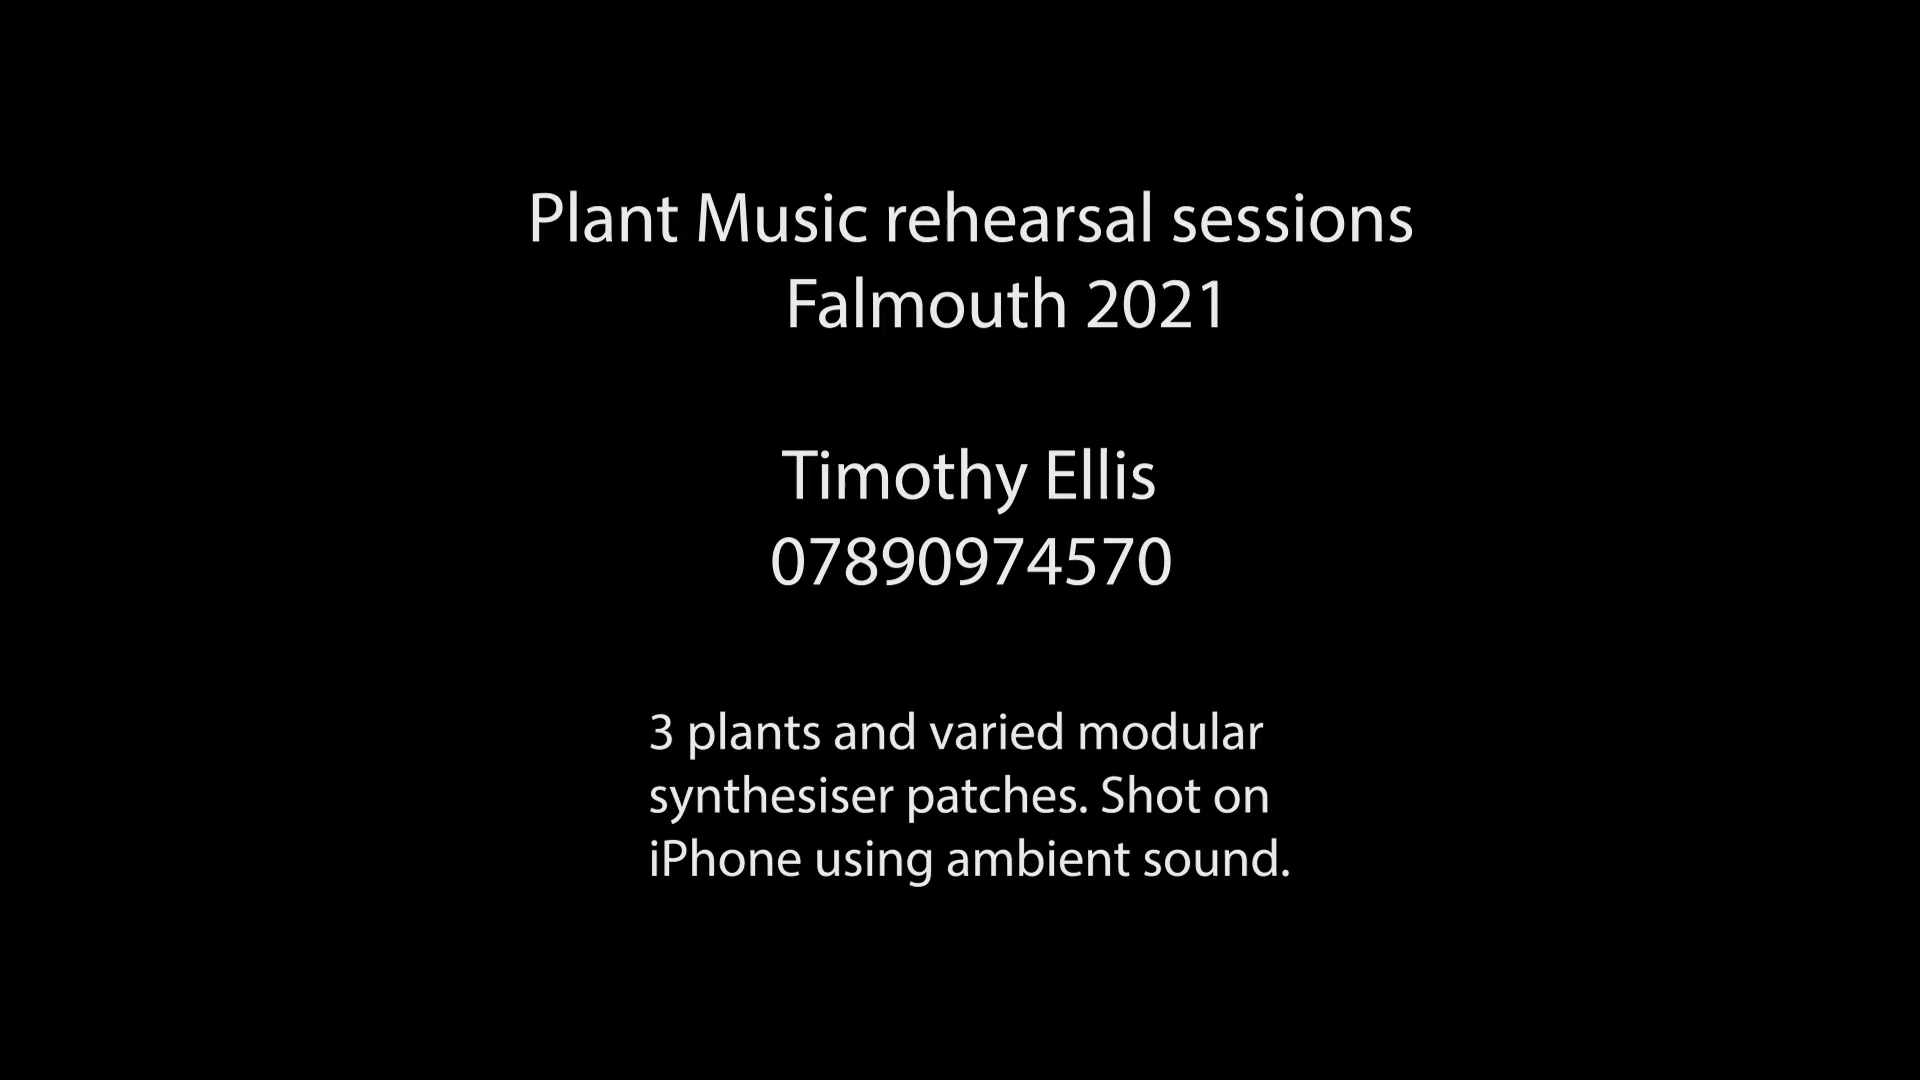 Plant Music rehearsal sessions
Falmouth 2021
Timothy Ellis
07890974570
3 plants and varied modular
synthesiser patches. Shot on
iPhone using ambient sound.